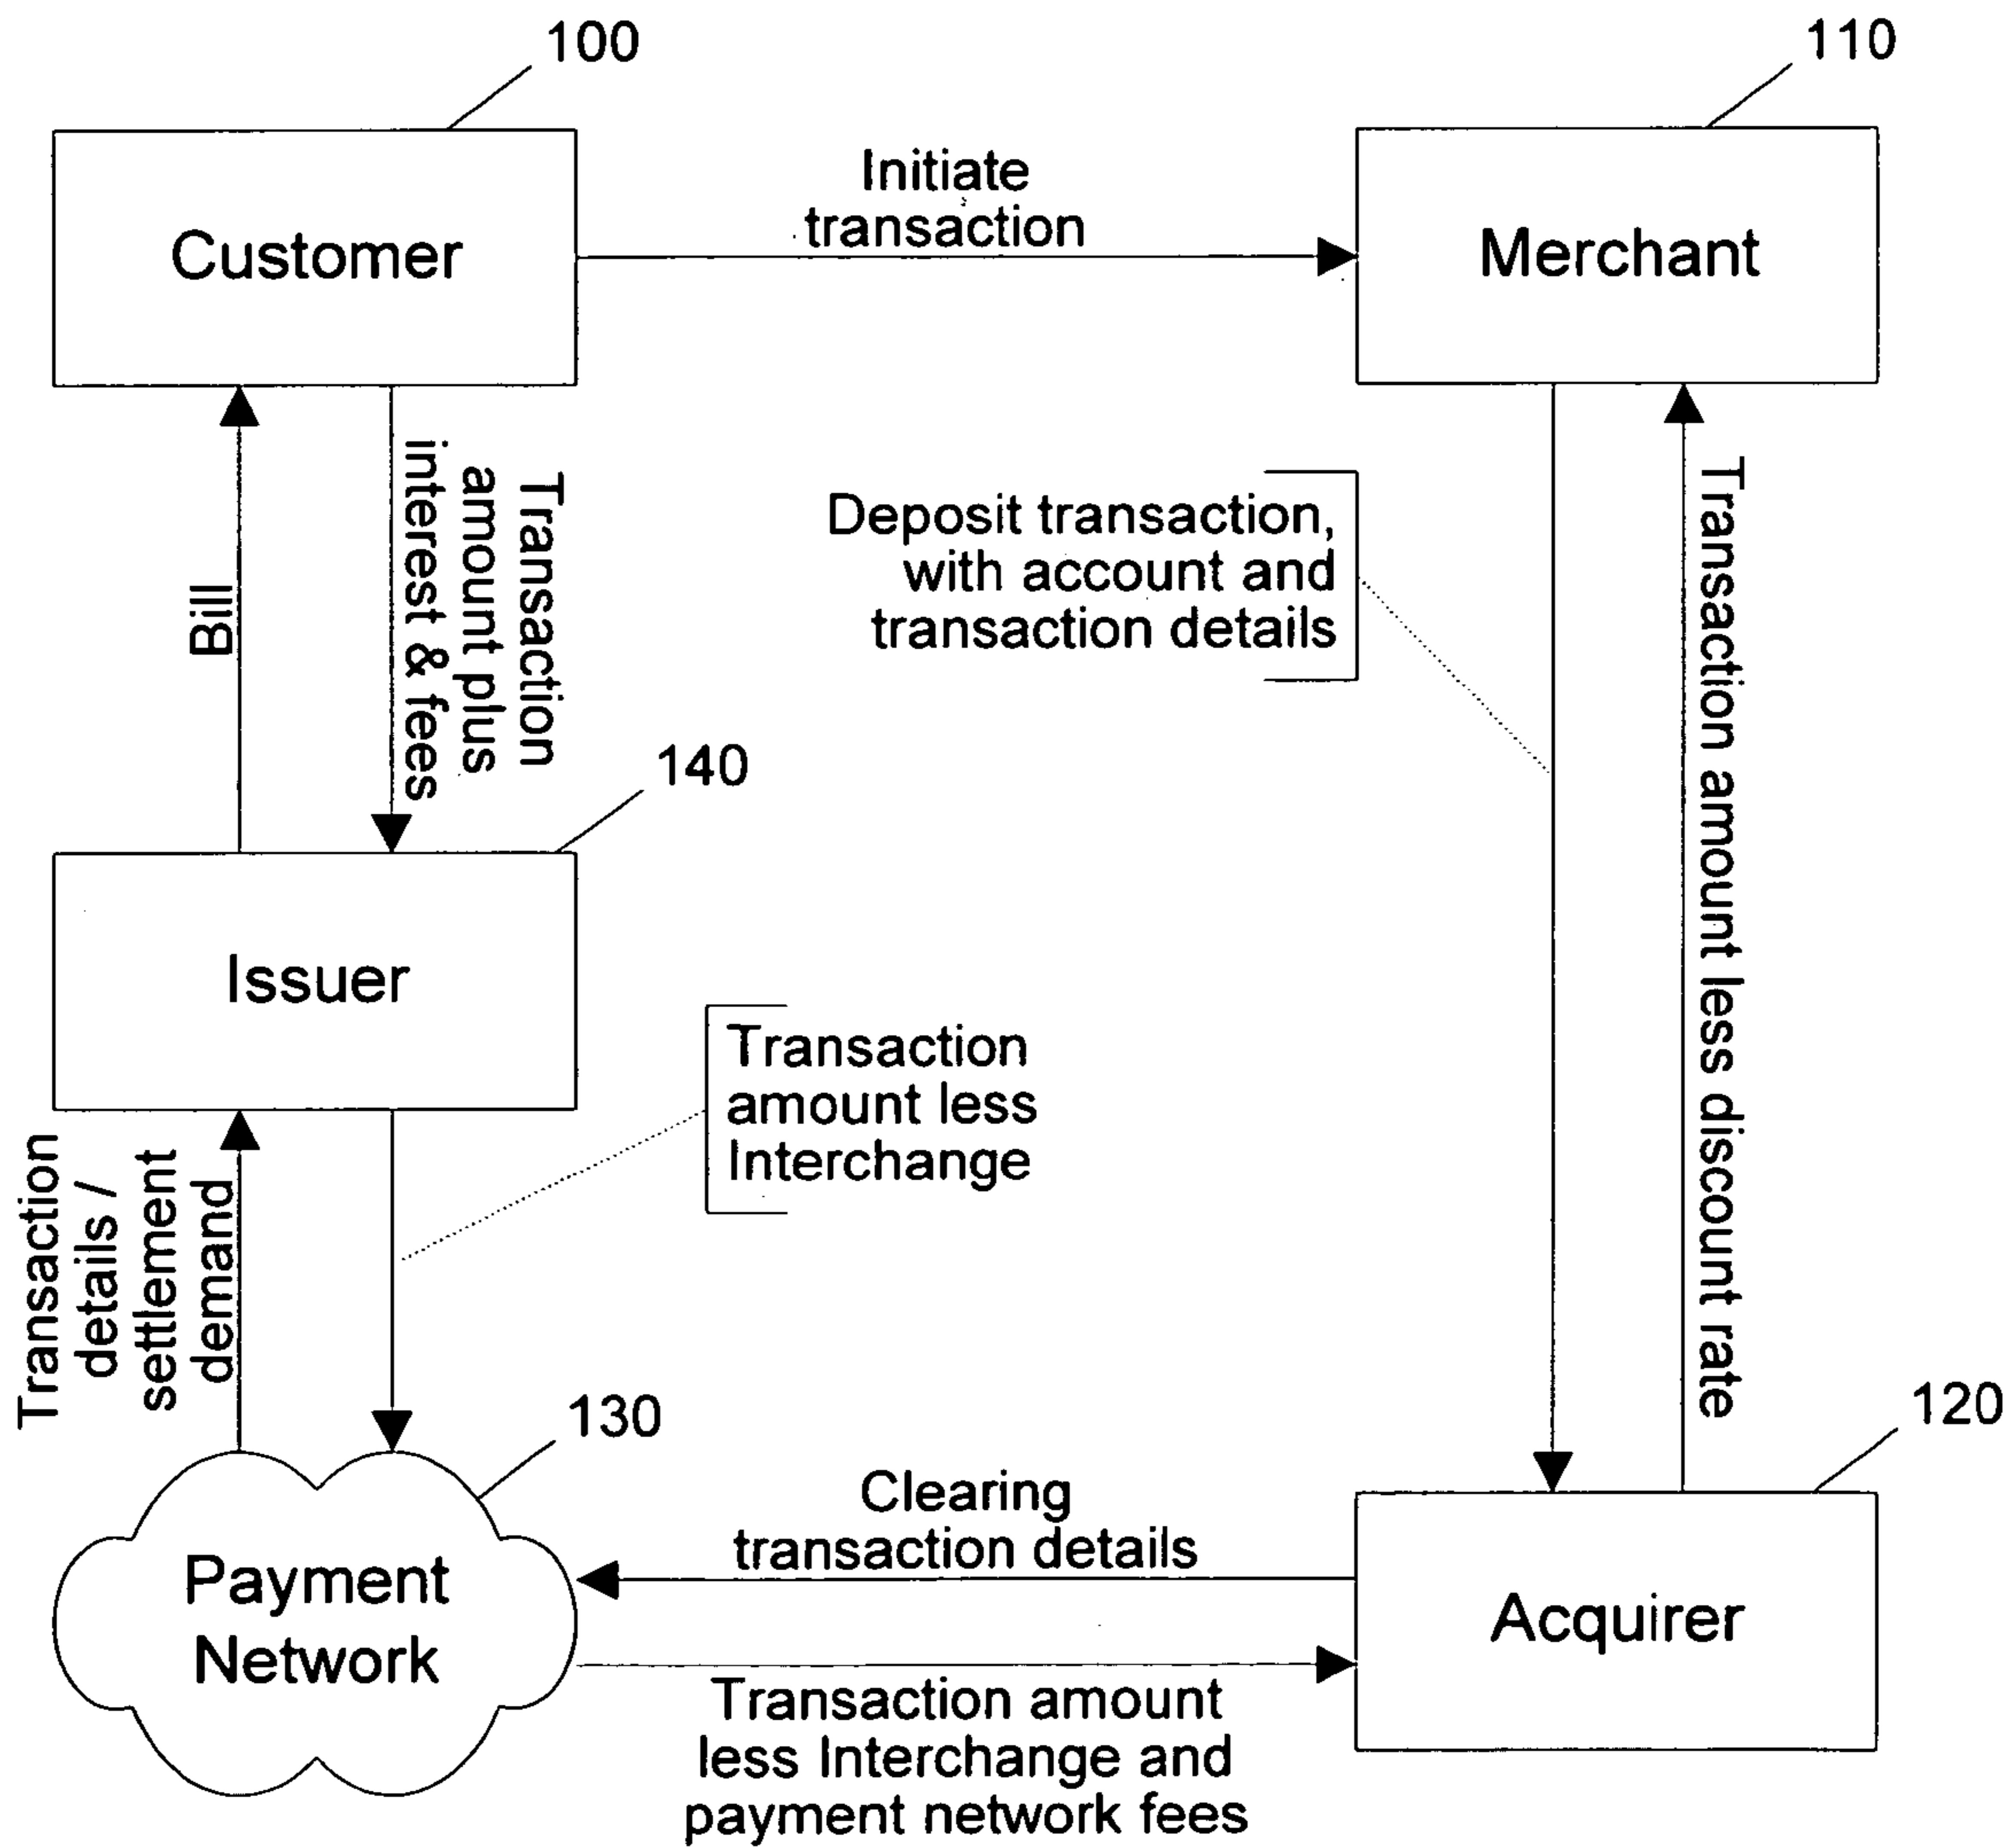 100
110
Customer
Initiate
transaction
Merchant
Bill
Transaction
amount plus
interest & fees
Deposit transaction,
with account and
transaction details
Transaction amount less discount rate
140
Issuer
Transaction
amount less
Interchange
Transaction
details /
settlement
demand
130
120
Payment
Network
Clearing
transaction details
Acquirer
Transaction amount
less Interchange and
payment network fees